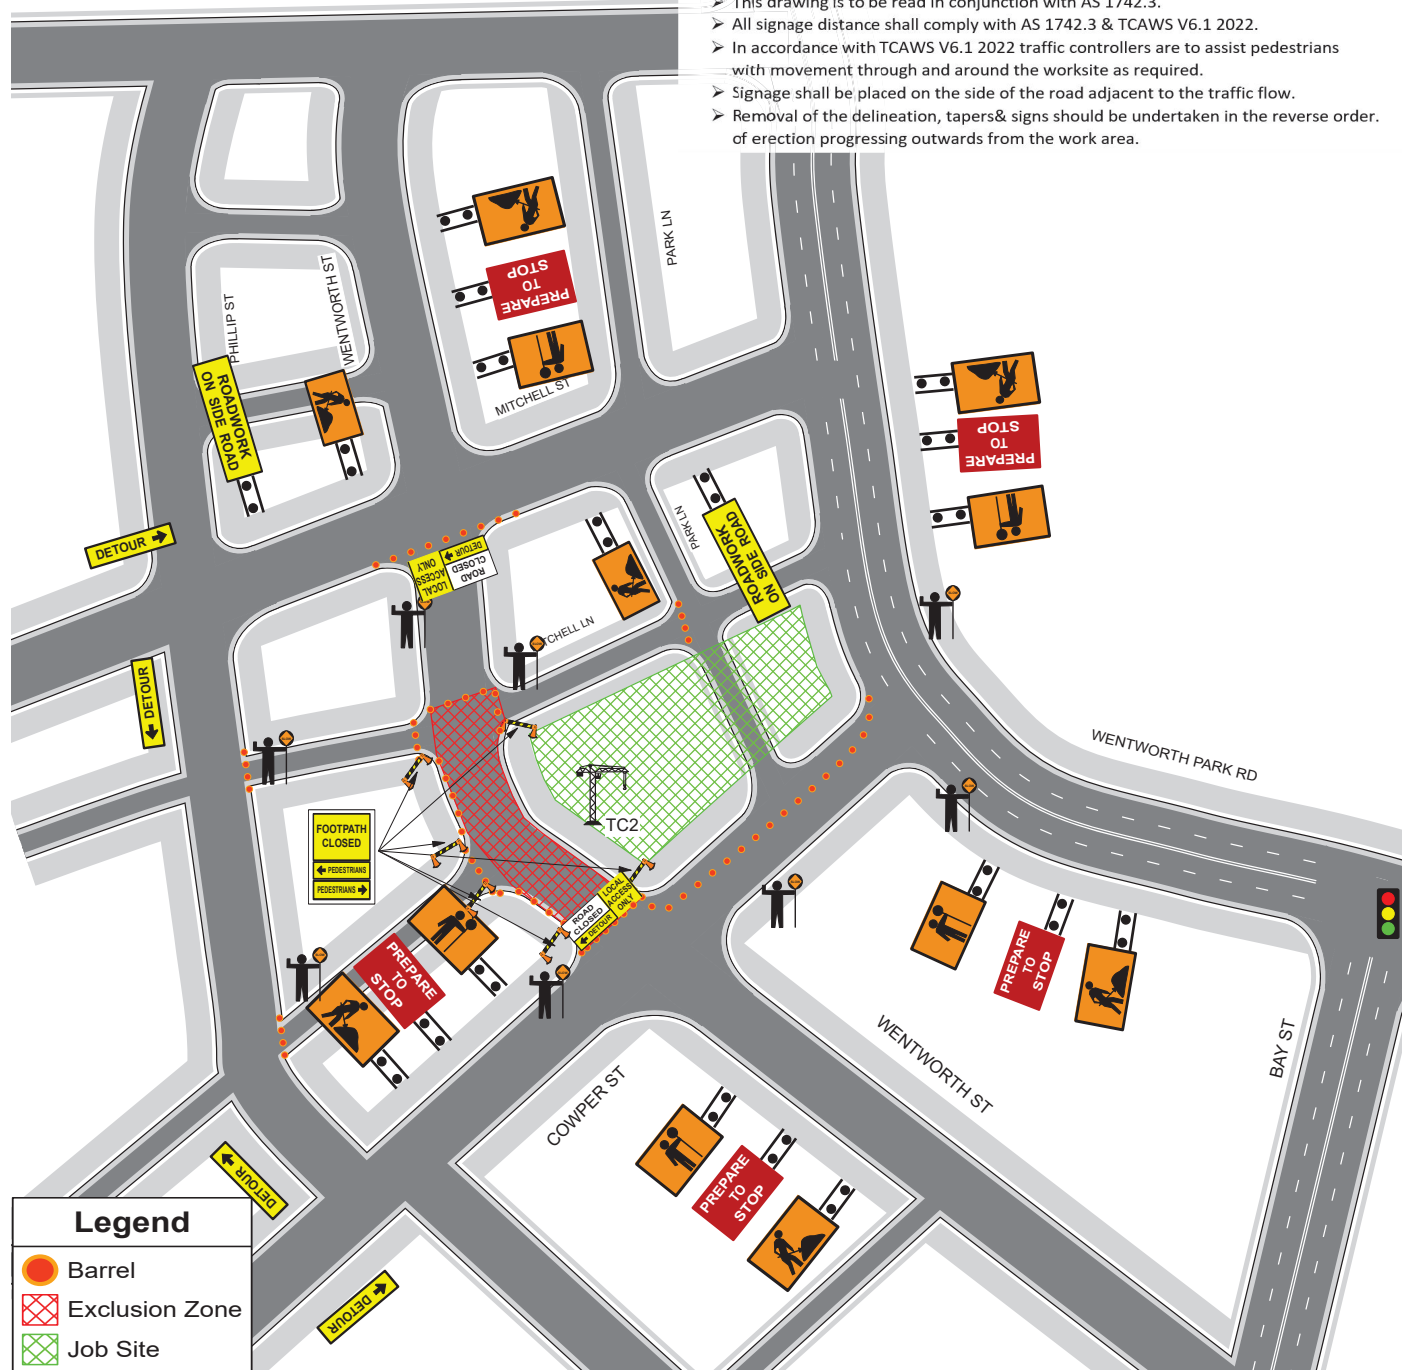 ➢ This drawing is to be read in conjunction with AS 1742.3.
➢ All signage distance shall comply with AS 1742.3 & TCAWS V6.1 2022.
➢ In accordance with TCAWS V6.1 2022 traffic controllers are to assist pedestrians
with movement through and around the worksite as required.
➢ Signage shall be placed on the side of the road adjacent to the traffic flow.
➢ Removal of the delineation, tapers& signs should be undertaken in the reverse order.
of erection progressing outwards from the work area.
PARK LN
PHILLIP ST
WENTWORTH ST
PREPARE
TO
STOP
MITCHELL ST
ROADWORK
ON SIDE ROAD
PREPARE
TO
STOP
PARK LN
ROADWORK
ON SIDE ROAD
DETOUR
ROAD
CLOSED
DETOUR
LOCAL
ACCESS
ONLY
TCHELL LN
DETOUR
WENTWORTH PARK RD
TC2
FOOTPATH
CLOSED
PEDESTRIANS
PEDESTRIANS
ROAD
CLOSED
DETOUR
LOCAL
ACCESS
ONLY
PREPARE
TO
STOP
PREPARE
TO
STOP
WENTWORTH ST
BAY ST
COWPER ST
PREPARE
TO
STOP
DETOUR
DETOUR
Legend
Barrel
Exclusion Zone
Job Site